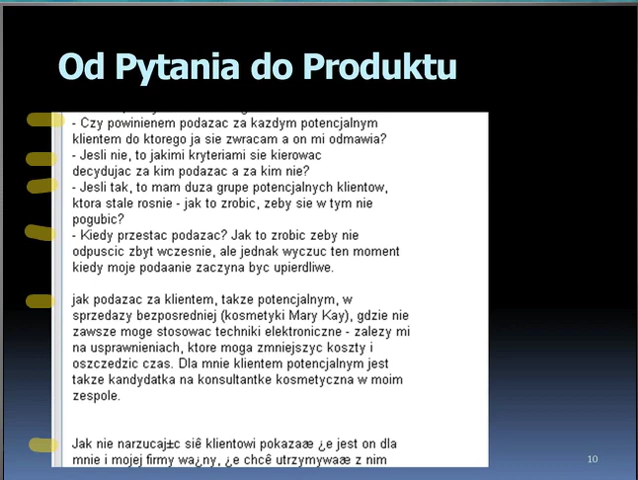 Od Pytania do Produktu
- Czy powinienem podazac za kazdym potencjalnym
klientem do ktorego ja sie zwracam a on mi odmawia?
- Jesli nie, to jakimi kryteriami sie kierowac
decydujac za kim podazac a za kim nie?
- Jesli tak, to mam duza grupe potencjalnych klientow,
ktora stale rosnie - jak to zrobic, zeby sie w tym nie
pogubic?
- Kiedy przestac podazac? Jak to zrobic zeby nie
odpuscic zbyt wczesnie, ale jednak wyczuc ten moment
kiedy moje podaanie zaczyna byc upierdliwe.
jak podazac za klientem, takze potencjalnym, w
sprzedazy bezposredniej (kosmetyki Mary Kay), gdzie nie
zawsze moge stosowac techniki elektroniczne - zalezy mi
na usprawnieniach, ktore moga zmniejszyc koszty i
oszczedzic czas. Dla mnie klientem potencjalnym jest
takze kandydatka na konsultantke kosmetyczna w moim
zespole.
Jak nie narzucaj±c siê klientowi pokazaæ ¿e jest on dla
mnie i mojej firmy wa¿ny, ¿e chcê utrzymywaæ z nim
10